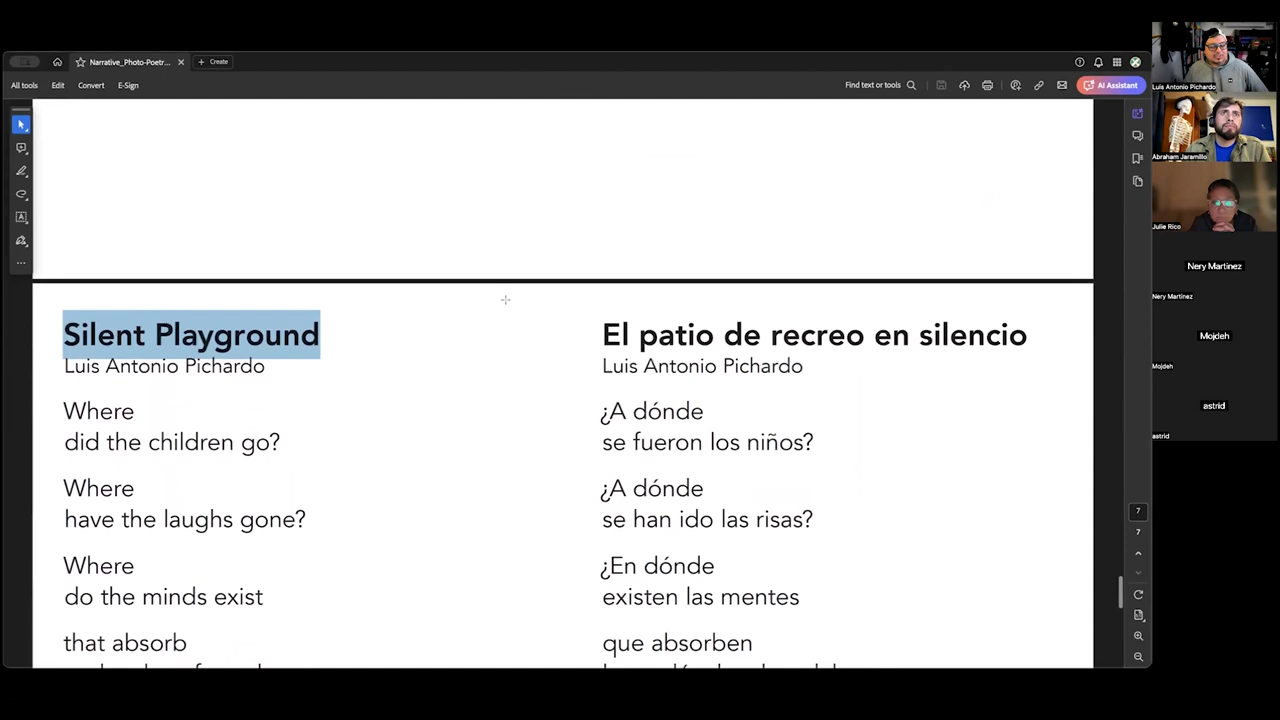 Narrative_Photo-Poetr...
Create
All tools
Edit
Convert
E-Sign
Find text or tools
AI Assistant
Silent Playground
Luis Antonio Pichardo
Where
did the children go?
Where
have the laughs gone?
Where
do the minds exist
that absorb
El patio de recreo en silencio
Luis Antonio Pichardo
¿A dónde
se fueron los niños?
¿A dónde
se han ido las risas?
¿En dónde
existen las mentes
que absorben
7
7
Luis Antonio Pichardo
Abraham Jaramillo
Julie Rico
Nery Martinez
Nery Martinez
Mojdeh
Mojdeh
astrid
astrid